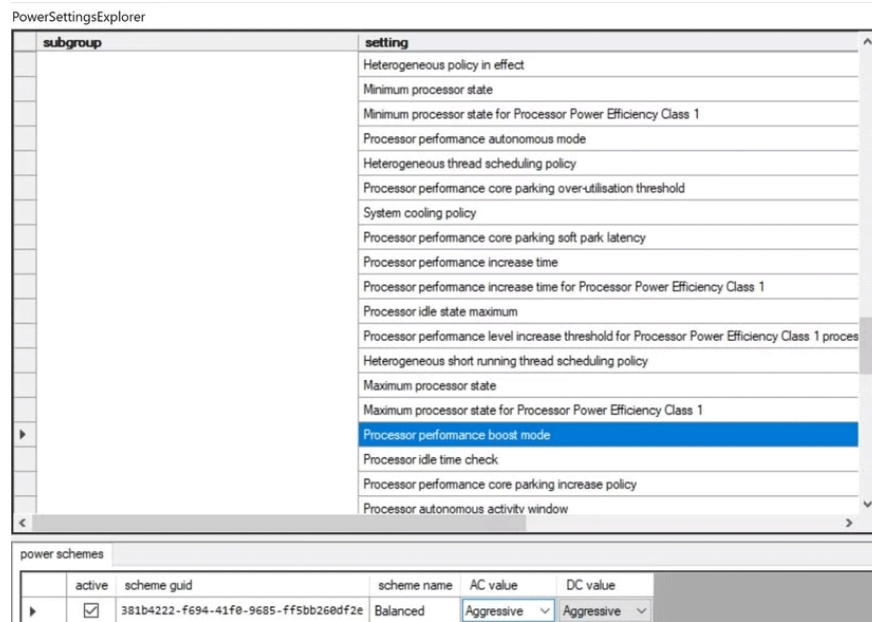 PowerSettingsExplorer
subgroup setting
Heterogeneous policy in effect
Minimum processor state
Minimum processor state for Processor Power Efficiency Class 1
Processor performance autonomous mode
Heterogeneous thread scheduling policy
Processor performance core parking over-utilisation threshold
System cooling policy
Processor performance core parking soft park latency
Processor performance increase time
Processor performance increase time for Processor Power Efficiency Class 1
Processor idle state maximum
Processor performance level increase threshold for Processor Power Efficiency Class 1 proces
Heterogeneous short running thread scheduling policy
Maximum processor state
Maximum processor state for Processor Power Efficiency Class 1
Processor performance boost mode
Processor idle time check
Processor performance core parking increase policy
Processor autonomous activity window
power schemes
active scheme guid scheme name AC value DC value
381b4222-f694-41f0-9685-ff5bb260df2e Balanced Aggressive Aggressive